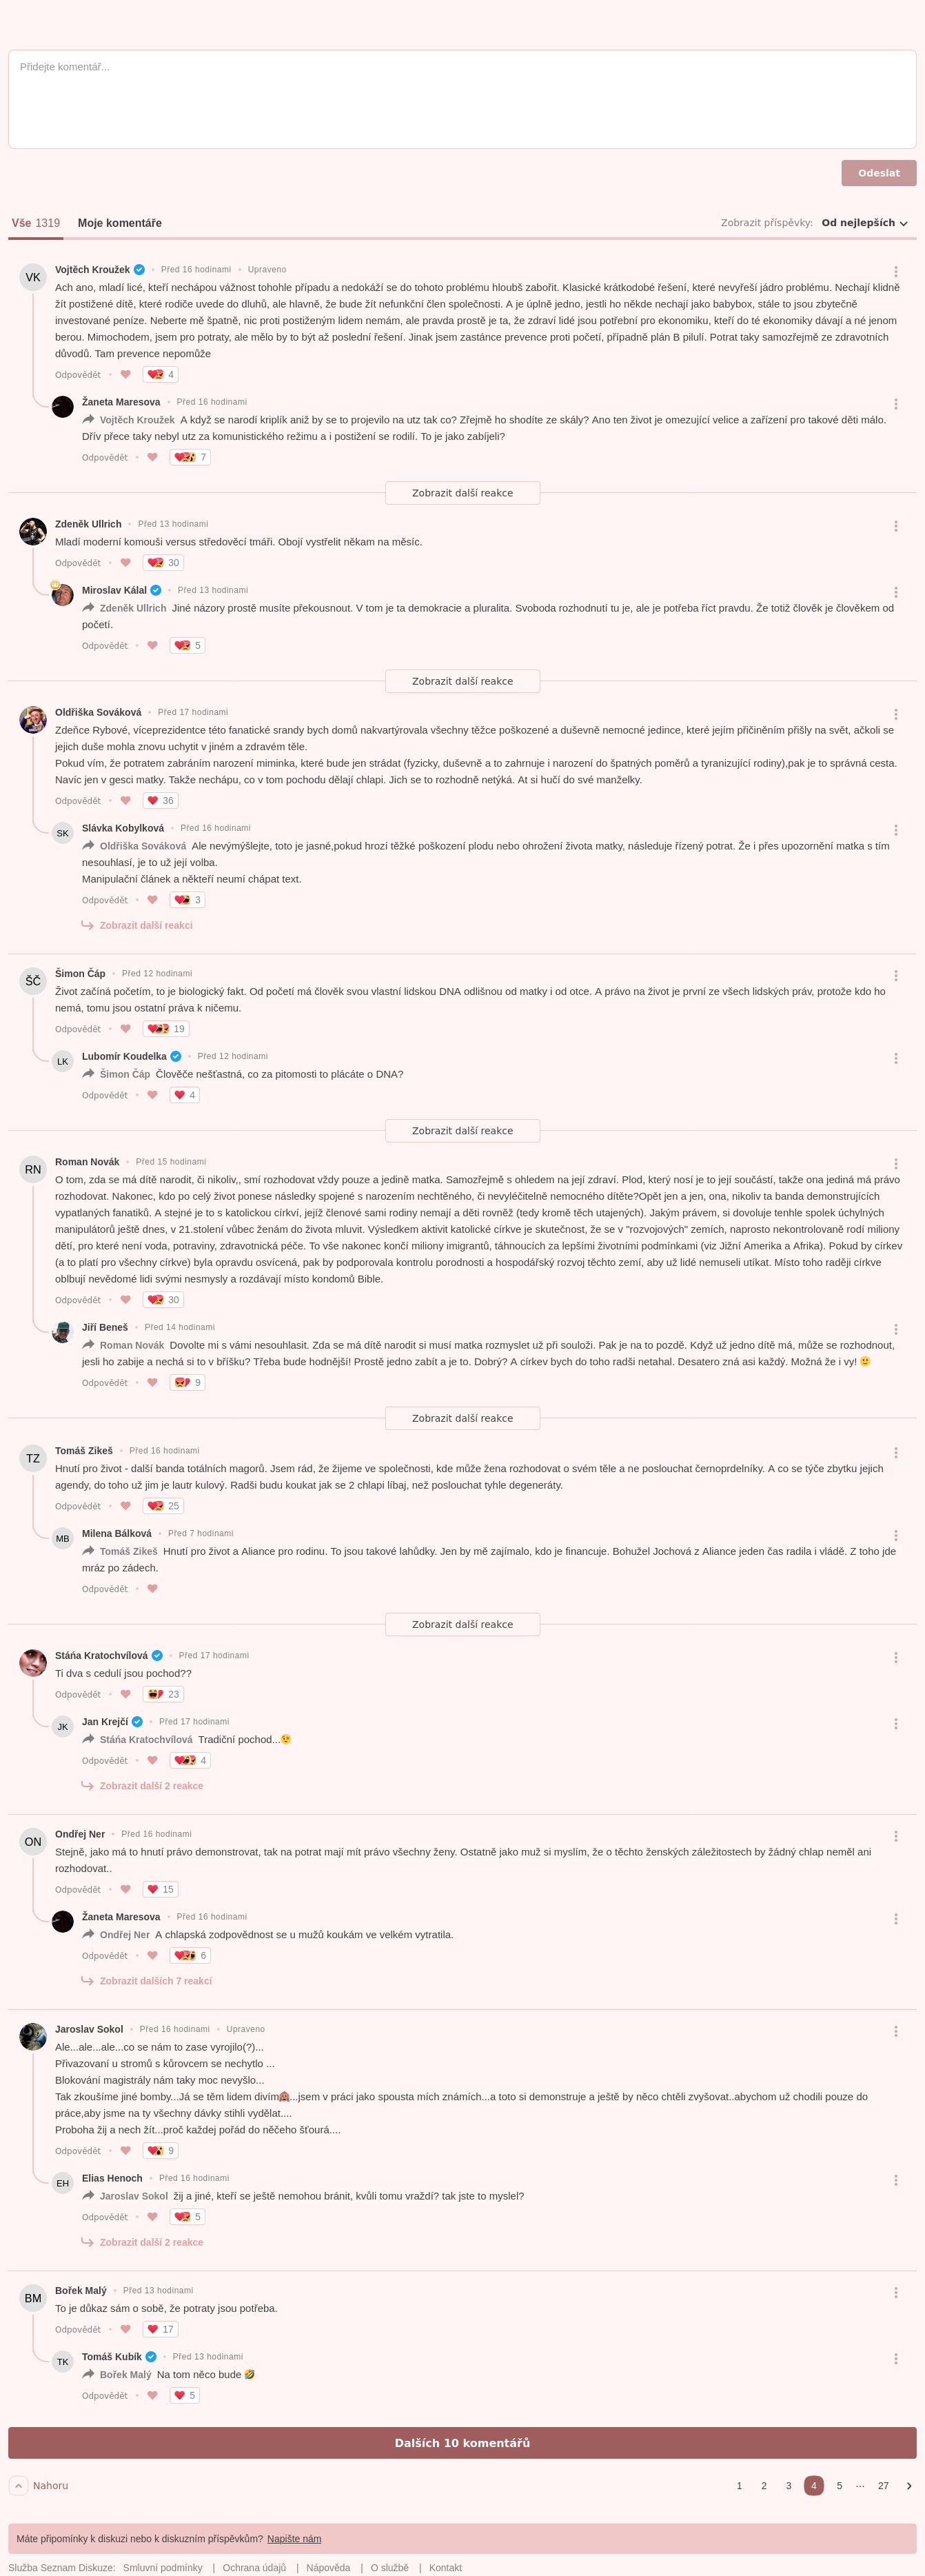 Přidejte komentář...
Odeslat
Vše 1319 Moje komentáře
Zobrazit příspěvky: Od nejlepších
VK
Vojtěch Kroužek Před 16 hodinami Upraveno
Ach ano, mladí licé, kteří nechápou vážnost tohohle případu a nedokáží se do tohoto problému hloubš zabořit. Klasické krátkodobé řešení, které nevyřeší jádro problému. Nechají klidně
žít postižené dítě, které rodiče uvede do dluhů, ale hlavně, že bude žít nefunkční člen společnosti. A je úplně jedno, jestli ho někde nechají jako babybox, stále to jsou zbytečně
investované peníze. Neberte mě špatně, nic proti postiženým lidem nemám, ale pravda prostě je ta, že zdraví lidé jsou potřební pro ekonomiku, kteří do té ekonomiky dávají a né jenom
berou. Mimochodem, jsem pro potraty, ale mělo by to být až poslední řešení. Jinak jsem zastánce prevence proti početí, případně plán B pilulí. Potrat taky samozřejmě ze zdravotních
důvodů. Tam prevence nepomůže
Odpovědět 4
Žaneta Maresova Před 16 hodinami
Vojtěch Kroužek A když se narodí kriplík aniž by se to projevilo na utz tak co? Zřejmě ho shodíte ze skály? Ano ten život je omezující velice a zařízení pro takové děti málo.
Dřív přece taky nebyl utz za komunistického režimu a i postižení se rodilí. To je jako zabíjeli?
Odpovědět 7
Zobrazit další reakce
Zdeněk Ullrich Před 13 hodinami
Mladí moderní komouši versus středověcí tmáři. Obojí vystřelit někam na měsíc.
Odpovědět 30
Miroslav Kálal Před 13 hodinami
Zdeněk Ullrich Jiné názory prostě musíte překousnout. V tom je ta demokracie a pluralita. Svoboda rozhodnutí tu je, ale je potřeba říct pravdu. Že totiž člověk je člověkem od
početí.
Odpovědět 5
Zobrazit další reakce
Oldřiška Sováková Před 17 hodinami
Zdeňce Rybové, víceprezidentce této fanatické srandy bych domů nakvartýrovala všechny těžce poškozené a duševně nemocné jedince, které jejím přičiněním přišly na svět, ačkoli se
jejich duše mohla znovu uchytit v jiném a zdravém těle.
Pokud vím, že potratem zabráním narození miminka, které bude jen strádat (fyzicky, duševně a to zahrnuje i narození do špatných poměrů a tyranizující rodiny),pak je to správná cesta.
Navíc jen v gesci matky. Takže nechápu, co v tom pochodu dělají chlapi. Jich se to rozhodně netýká. At si hučí do své manželky.
Odpovědět 36
SK
Slávka Kobylková Před 16 hodinami
Oldřiška Sováková Ale nevýmýšlejte, toto je jasné,pokud hrozí těžké poškození plodu nebo ohrožení života matky, následuje řízený potrat. Že i přes upozornění matka s tím
nesouhlasí, je to už její volba.
Manipulační článek a někteří neumí chápat text.
Odpovědět 3
Zobrazit další reakci
ŠČ
Šimon Čáp Před 12 hodinami
Život začíná početím, to je biologický fakt. Od početí má člověk svou vlastní lidskou DNA odlišnou od matky i od otce. A právo na život je první ze všech lidských práv, protože kdo ho
nemá, tomu jsou ostatní práva k ničemu.
Odpovědět 19
LK
Lubomír Koudelka Před 12 hodinami
Šimon Čáp Člověče nešťastná, co za pitomosti to plácáte o DNA?
Odpovědět 4
Zobrazit další reakce
RN
Roman Novák Před 15 hodinami
O tom, zda se má dítě narodit, či nikoliv,, smí rozhodovat vždy pouze a jedině matka. Samozřejmě s ohledem na její zdraví. Plod, který nosí je to její součástí, takže ona jediná má právo
rozhodovat. Nakonec, kdo po celý život ponese následky spojené s narozením nechtěného, či nevyléčitelně nemocného dítěte?Opět jen a jen, ona, nikoliv ta banda demonstrujících
vypatlaných fanatiků. A stejné je to s katolickou církví, jejíž členové sami rodiny nemají a děti rovněž (tedy kromě těch utajených). Jakým právem, si dovoluje tenhle spolek úchylných
manipulátorů ještě dnes, v 21.století vůbec ženám do života mluvit. Výsledkem aktivit katolické církve je skutečnost, že se v "rozvojových" zemích, naprosto nekontrolovaně rodí miliony
dětí, pro které není voda, potraviny, zdravotnická péče. To vše nakonec končí miliony imigrantů, táhnoucích za lepšími životními podmínkami (viz Jižní Amerika a Afrika). Pokud by církev
(a to platí pro všechny církve) byla opravdu osvícená, pak by podporovala kontrolu porodnosti a hospodářský rozvoj těchto zemí, aby už lidé nemuseli utíkat. Místo toho raději církve
oblbují nevědomé lidi svými nesmysly a rozdávají místo kondomů Bible.
Odpovědět 30
Jiří Beneš Před 14 hodinami
Roman Novák Dovolte mi s vámi nesouhlasit. Zda se má dítě narodit si musí matka rozmyslet už při souloži. Pak je na to pozdě. Když už jedno dítě má, může se rozhodnout,
jesli ho zabije a nechá si to v bříšku? Třeba bude hodnější! Prostě jedno zabít a je to. Dobrý? A církev bych do toho radši netahal. Desatero zná asi každý. Možná že i vy! 🙂
Odpovědět 9
Zobrazit další reakce
TZ
Tomáš Zikeš Před 16 hodinami
Hnutí pro život - další banda totálních magorů. Jsem rád, že žijeme ve společnosti, kde může žena rozhodovat o svém těle a ne poslouchat černoprdelníky. A co se týče zbytku jejich
agendy, do toho už jim je lautr kulový. Radši budu koukat jak se 2 chlapi líbaj, než poslouchat tyhle degeneráty.
Odpovědět 25
MB
Milena Bálková Před 7 hodinami
Tomáš Zikeš Hnutí pro život a Aliance pro rodinu. To jsou takové lahůdky. Jen by mě zajímalo, kdo je financuje. Bohužel Jochová z Aliance jeden čas radila i vládě. Z toho jde
mráz po zádech.
Odpovědět
Zobrazit další reakce
Stáńa Kratochvílová Před 17 hodinami
Ti dva s cedulí jsou pochod??
Odpovědět 23
JK
Jan Krejčí Před 17 hodinami
Stáńa Kratochvílová Tradiční pochod...😉
Odpovědět 4
Zobrazit další 2 reakce
ON
Ondřej Ner Před 16 hodinami
Stejně, jako má to hnutí právo demonstrovat, tak na potrat mají mít právo všechny ženy. Ostatně jako muž si myslím, že o těchto ženských záležitostech by žádný chlap neměl ani
rozhodovat..
Odpovědět 15
Žaneta Maresova Před 16 hodinami
Ondřej Ner A chlapská zodpovědnost se u mužů koukám ve velkém vytratila.
Odpovědět 6
Zobrazit dalších 7 reakcí
Jaroslav Sokol Před 16 hodinami Upraveno
Ale...ale...ale...co se nám to zase vyrojilo(?)...
Přivazovaní u stromů s kůrovcem se nechytlo ...
Blokování magistrály nám taky moc nevyšlo...
Tak zkoušíme jiné bomby...Já se těm lidem divím🙈...jsem v práci jako spousta mích známích...a toto si demonstruje a ještě by něco chtěli zvyšovat..abychom už chodili pouze do
práce,aby jsme na ty všechny dávky stihli vydělat....
Proboha žij a nech žít...proč každej pořád do něčeho šťourá....
Odpovědět 9
EH
Elias Henoch Před 16 hodinami
Jaroslav Sokol žij a jiné, kteří se ještě nemohou bránit, kvůli tomu vraždí? tak jste to myslel?
Odpovědět 5
Zobrazit další 2 reakce
BM
Bořek Malý Před 13 hodinami
To je důkaz sám o sobě, že potraty jsou potřeba.
Odpovědět 17
TK
Tomáš Kubík Před 13 hodinami
Bořek Malý Na tom něco bude 🤣
Odpovědět 5
Dalších 10 komentářů
Nahoru 1 2 3 4 5 ... 27
Máte připomínky k diskuzi nebo k diskuzním příspěvkům? Napište nám
Služba Seznam Diskuze: Smluvní podmínky | Ochrana údajů | Nápověda | O službě | Kontakt